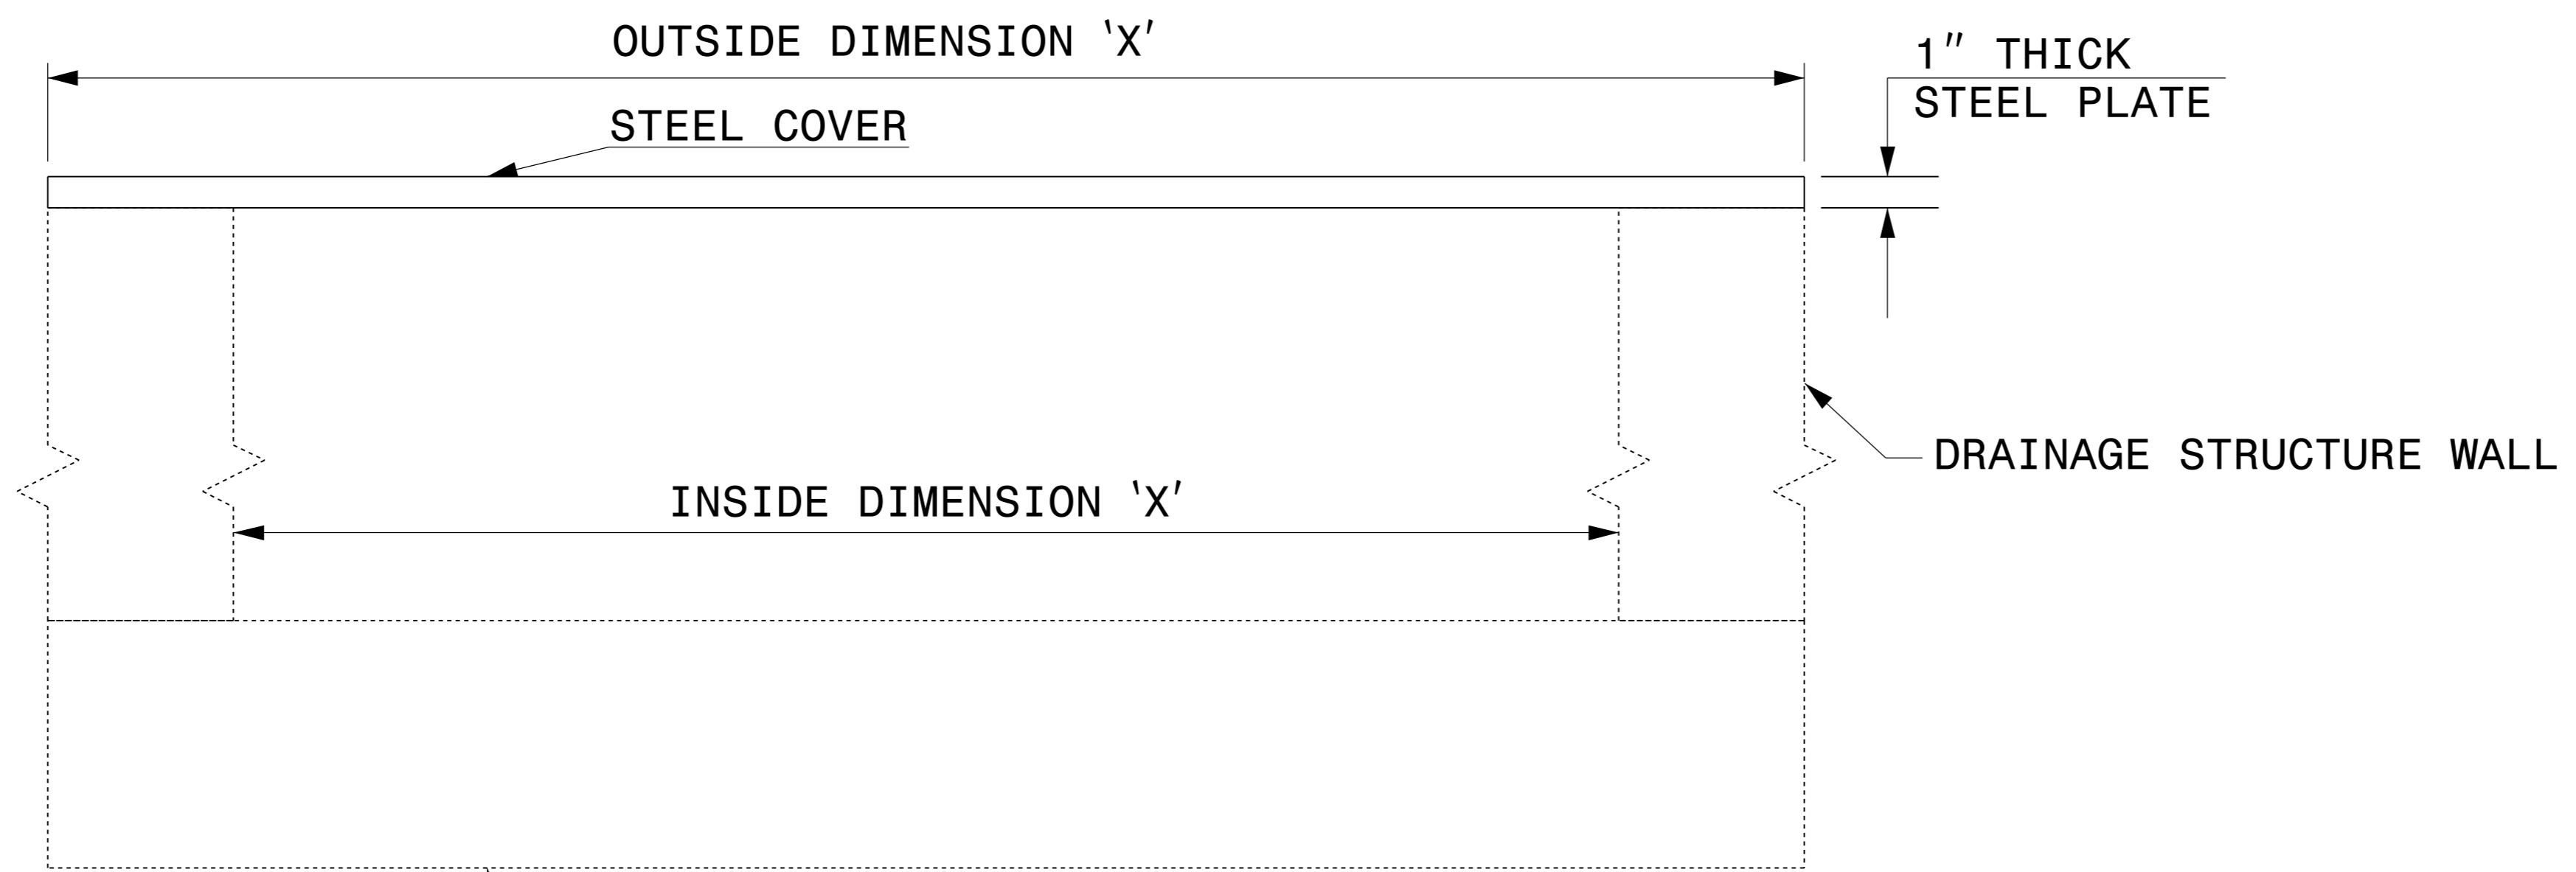 OUTSIDE DIMENSION ‘X’
1″ THICK
STEEL PLATE
STEEL COVER
DRAINAGE STRUCTURE WALL
INSIDE DIMENSION ‘X’